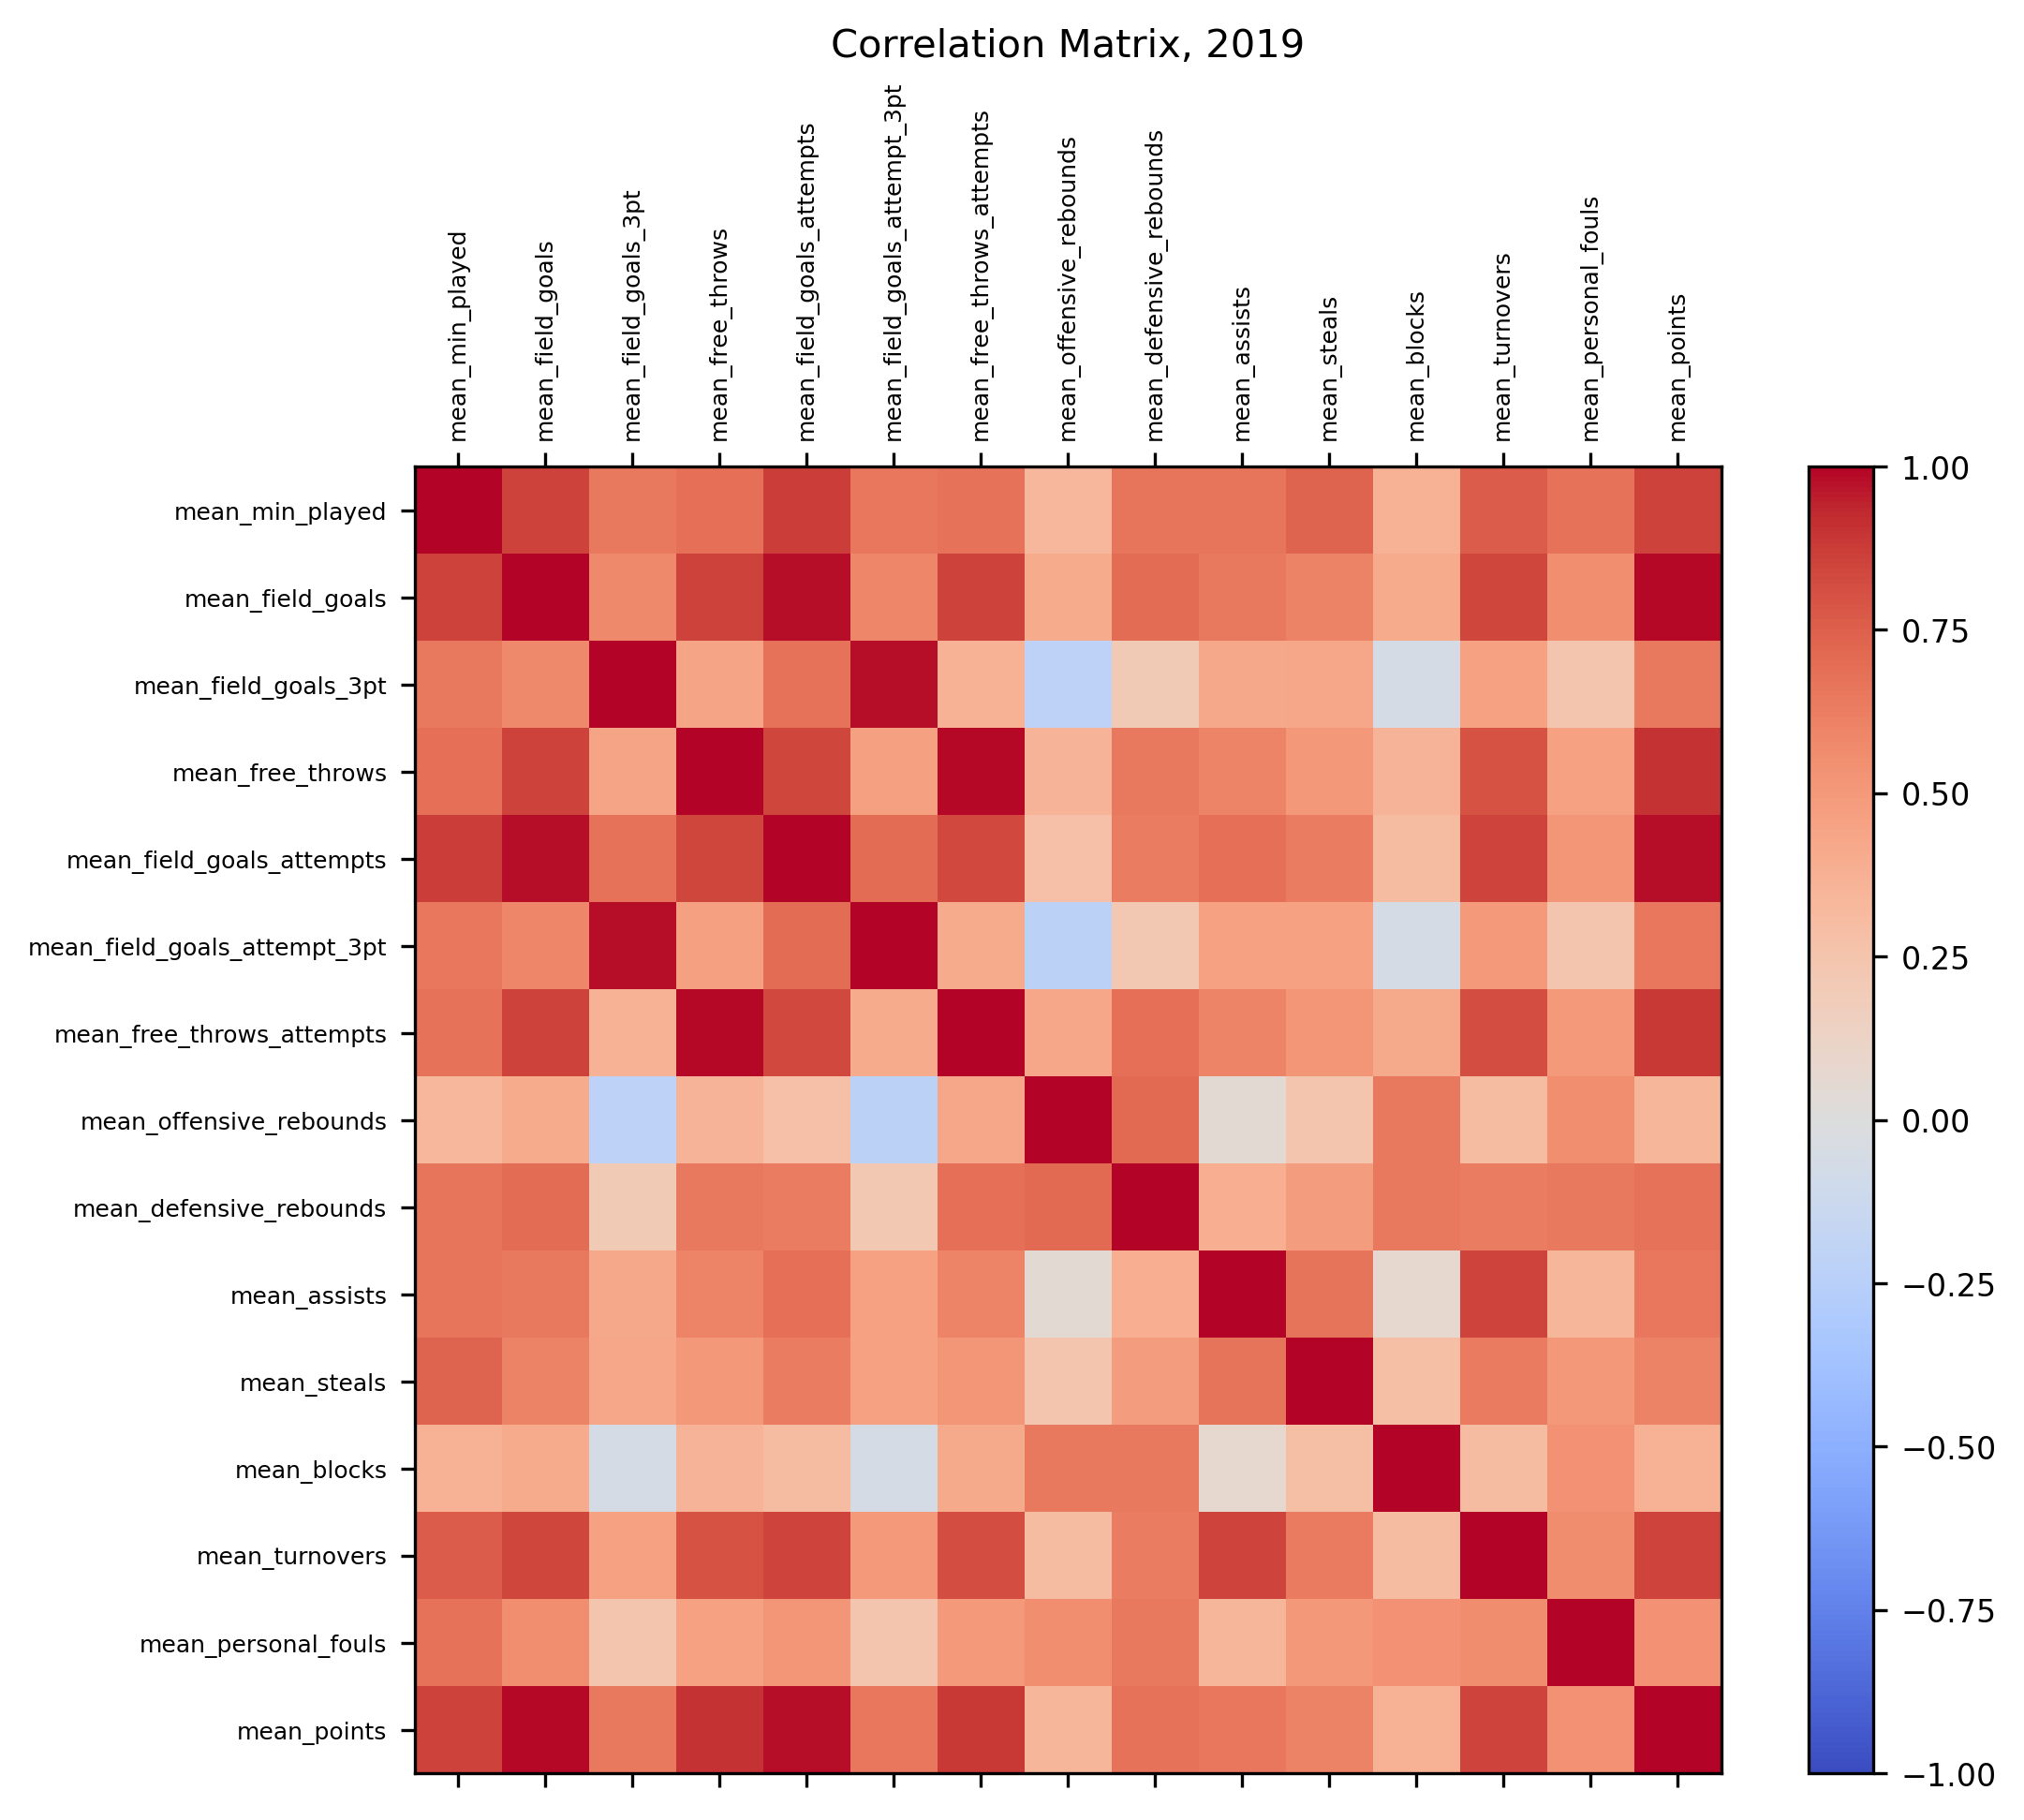 Correlation Matrix, 2019
mean_min_played
mean_field_goals
mean_field_goals_3pt
mean_free_throws
mean_field_goals_attempts
mean_field_goals_attempt_3pt
mean_free_throws_attempts
mean_offensive_rebounds
mean_defensive_rebounds
mean_assists
mean_steals
mean_blocks
mean_turnovers
mean_personal_fouls
mean_points
mean_min_played
mean_field_goals
mean_field_goals_3pt
mean_free_throws
mean_field_goals_attempts
mean_field_goals_attempt_3pt
mean_free_throws_attempts
mean_offensive_rebounds
mean_defensive_rebounds
mean_assists
mean_steals
mean_blocks
mean_turnovers
mean_personal_fouls
mean_points
1.00
0.75
0.50
0.25
0.00
−0.25
−0.50
−0.75
−1.00